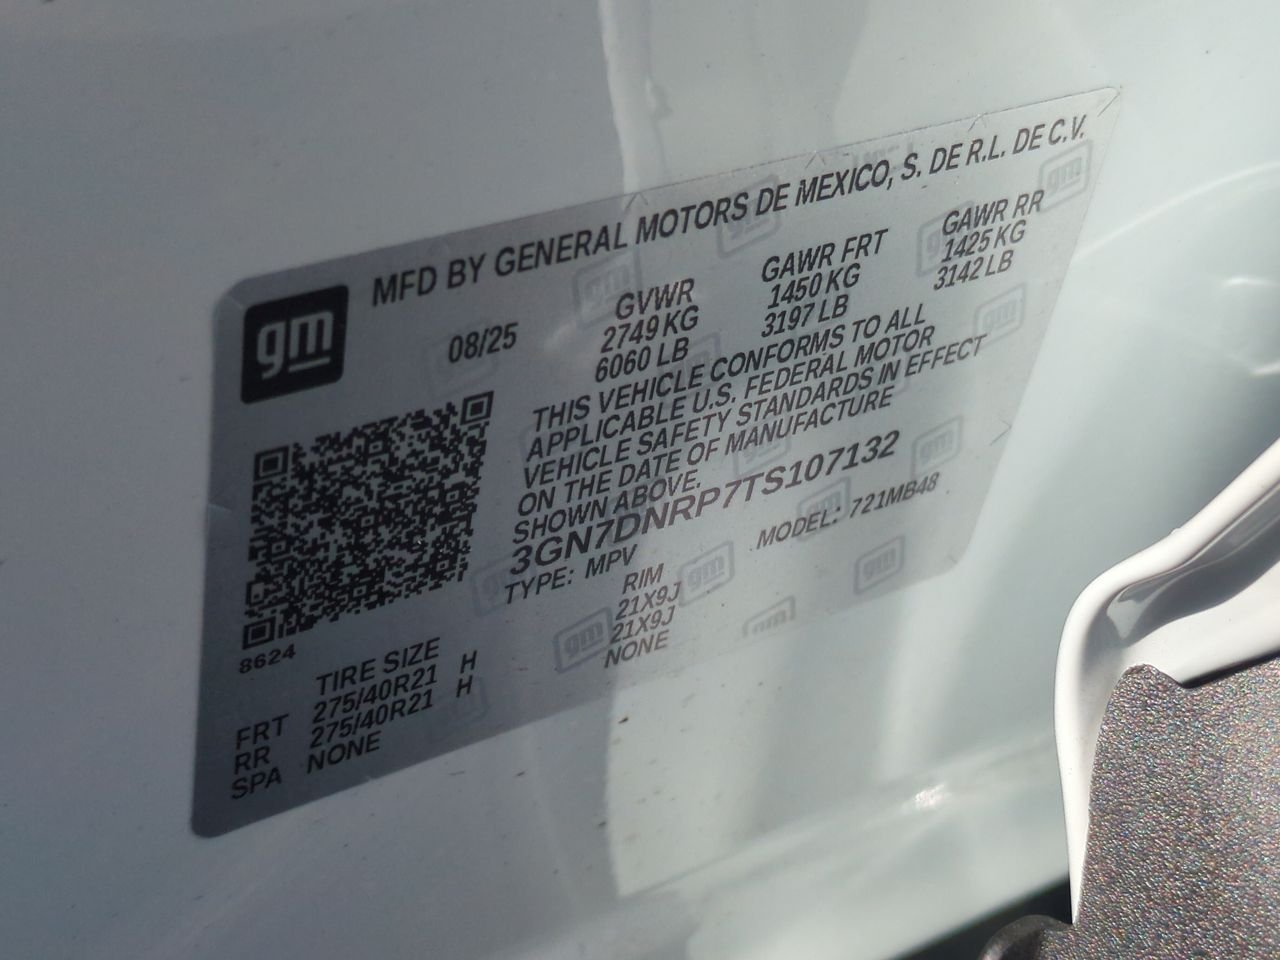 gm
MFD BY GENERAL MOTORS DE MEXICO, S. DE R.L. DE C.V.
08/25
GVWR
2749 KG
6060 LB
GAWR FRT
1450 KG
3197 LB
GAWR RR
1425 KG
3142 LB
THIS VEHICLE CONFORMS TO ALL
APPLICABLE U.S. FEDERAL MOTOR
VEHICLE SAFETY STANDARDS IN EFFECT
ON THE DATE OF MANUFACTURE
SHOWN ABOVE.
3GN7DNRP7TS107132
TYPE: MPV MODEL: 721MB48
8624
TIRE SIZE RIM
FRT 275/40R21 H 21X9J
RR 275/40R21 H 21X9J
SPA NONE NONE